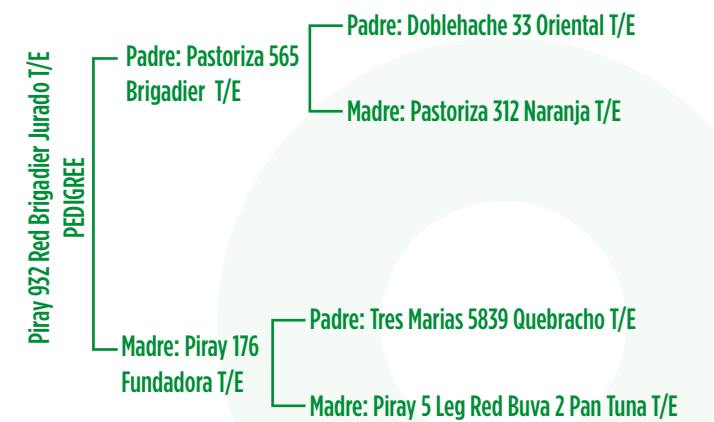 Piray 932 Red Brigadier Jurado T/E
PEDIGREE
Padre: Pastoriza 565
Brigadier T/E
Padre: Doblehache 33 Oriental T/E
Madre: Pastoriza 312 Naranja T/E
Madre: Piray 176
Fundadora T/E
Padre: Tres Marias 5839 Quebracho T/E
Madre: Piray 5 Leg Red Buva 2 Pan Tuna T/E